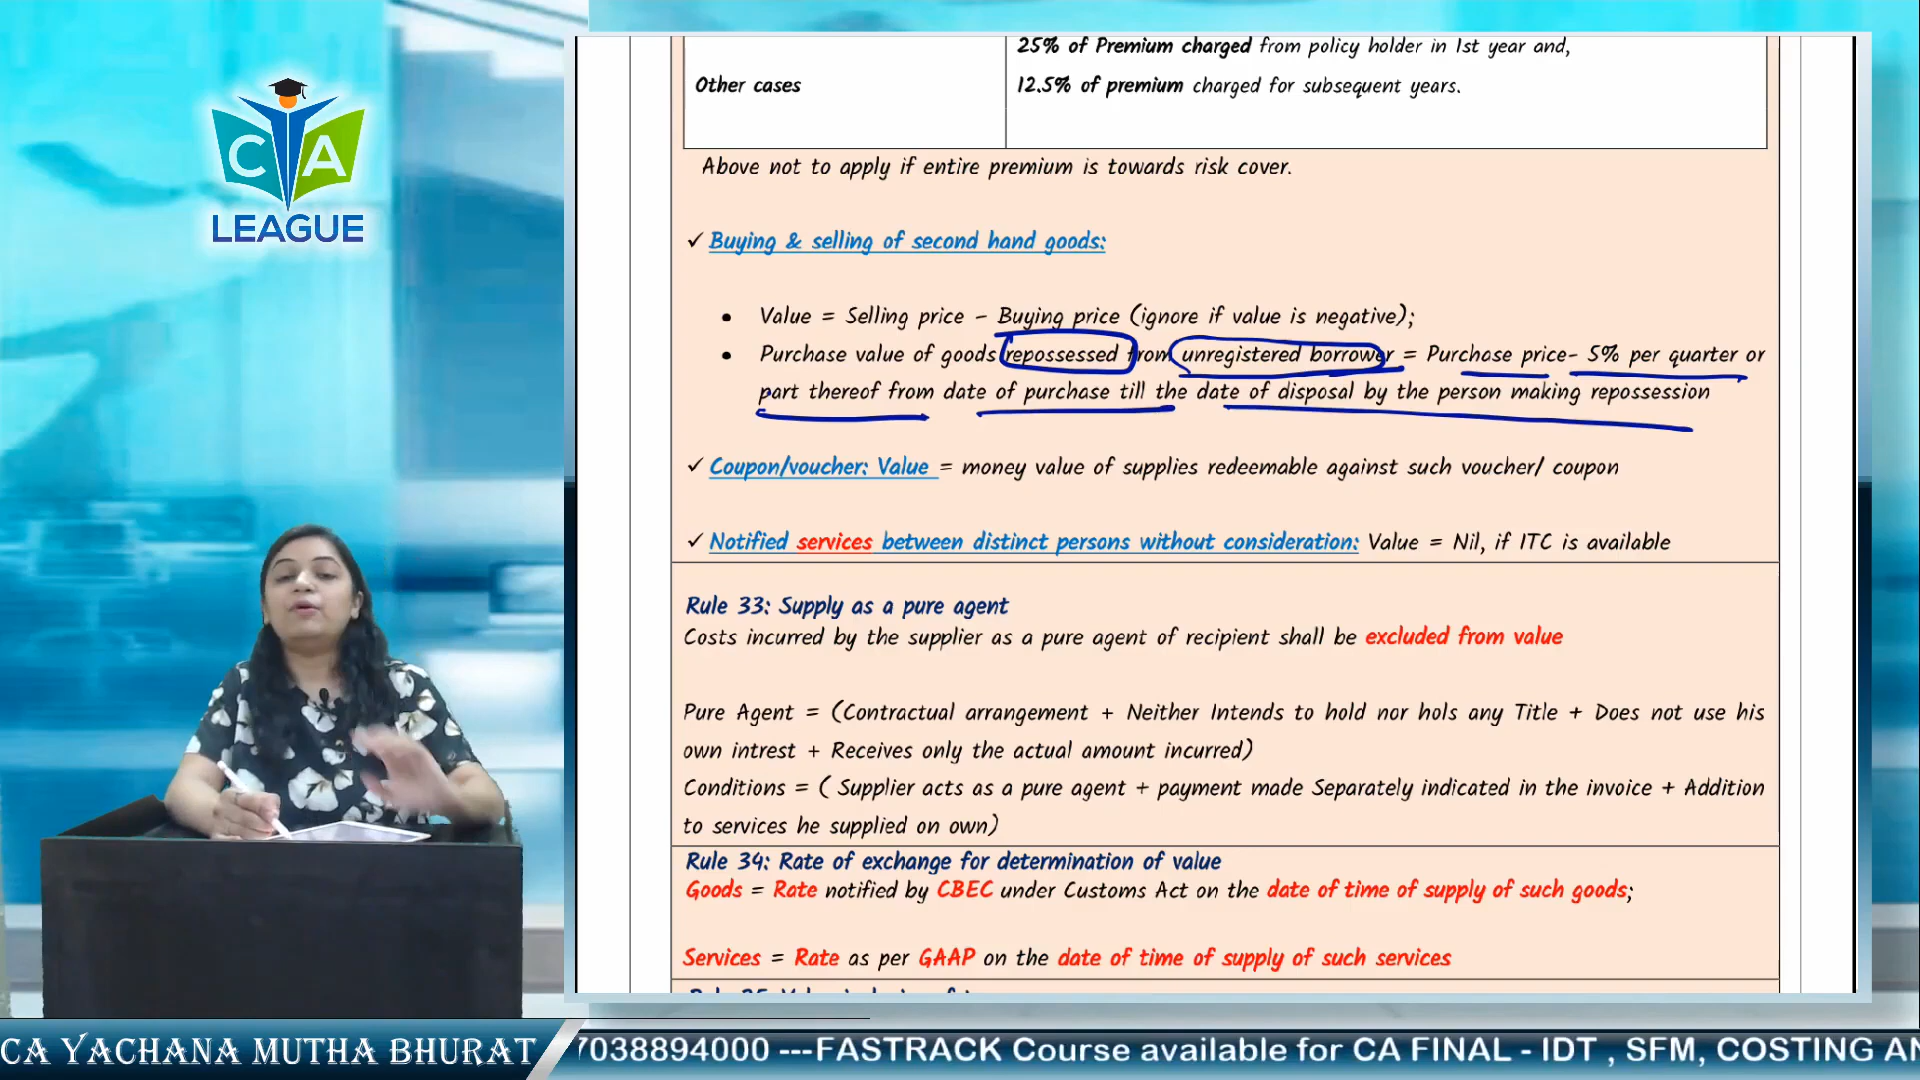 CA
LEAGUE
25% of Premium charged from policy holder in 1st year and,
Other cases
12.5% of premium charged for subsequent years.
Above not to apply if entire premium is towards risk cover.
✓ Buying & selling of second hand goods:
• Value = Selling price - Buying price (ignore if value is negative);
• Purchase value of goods repossessed from unregistered borrower = Purchase price- 5% per quarter or
part thereof from date of purchase till the date of disposal by the person making repossession
✓ Coupon/voucher: Value = money value of supplies redeemable against such voucher/ coupon
✓ Notified services between distinct persons without consideration: Value = Nil, if ITC is available
Rule 33: Supply as a pure agent
Costs incurred by the supplier as a pure agent of recipient shall be excluded from value
Pure Agent = (Contractual arrangement + Neither Intends to hold nor hols any Title + Does not use his
own intrest + Receives only the actual amount incurred)
Conditions = ( Supplier acts as a pure agent + payment made Separately indicated in the invoice + Addition
to services he supplied on own)
Rule 34: Rate of exchange for determination of value
Goods = Rate notified by CBEC under Customs Act on the date of time of supply of such goods;
Services = Rate as per GAAP on the date of time of supply of such services
CA YACHANA MUTHA BHURAT
7038894000 ---FASTRACK Course available for CA FINAL - IDT , SFM, COSTING AN